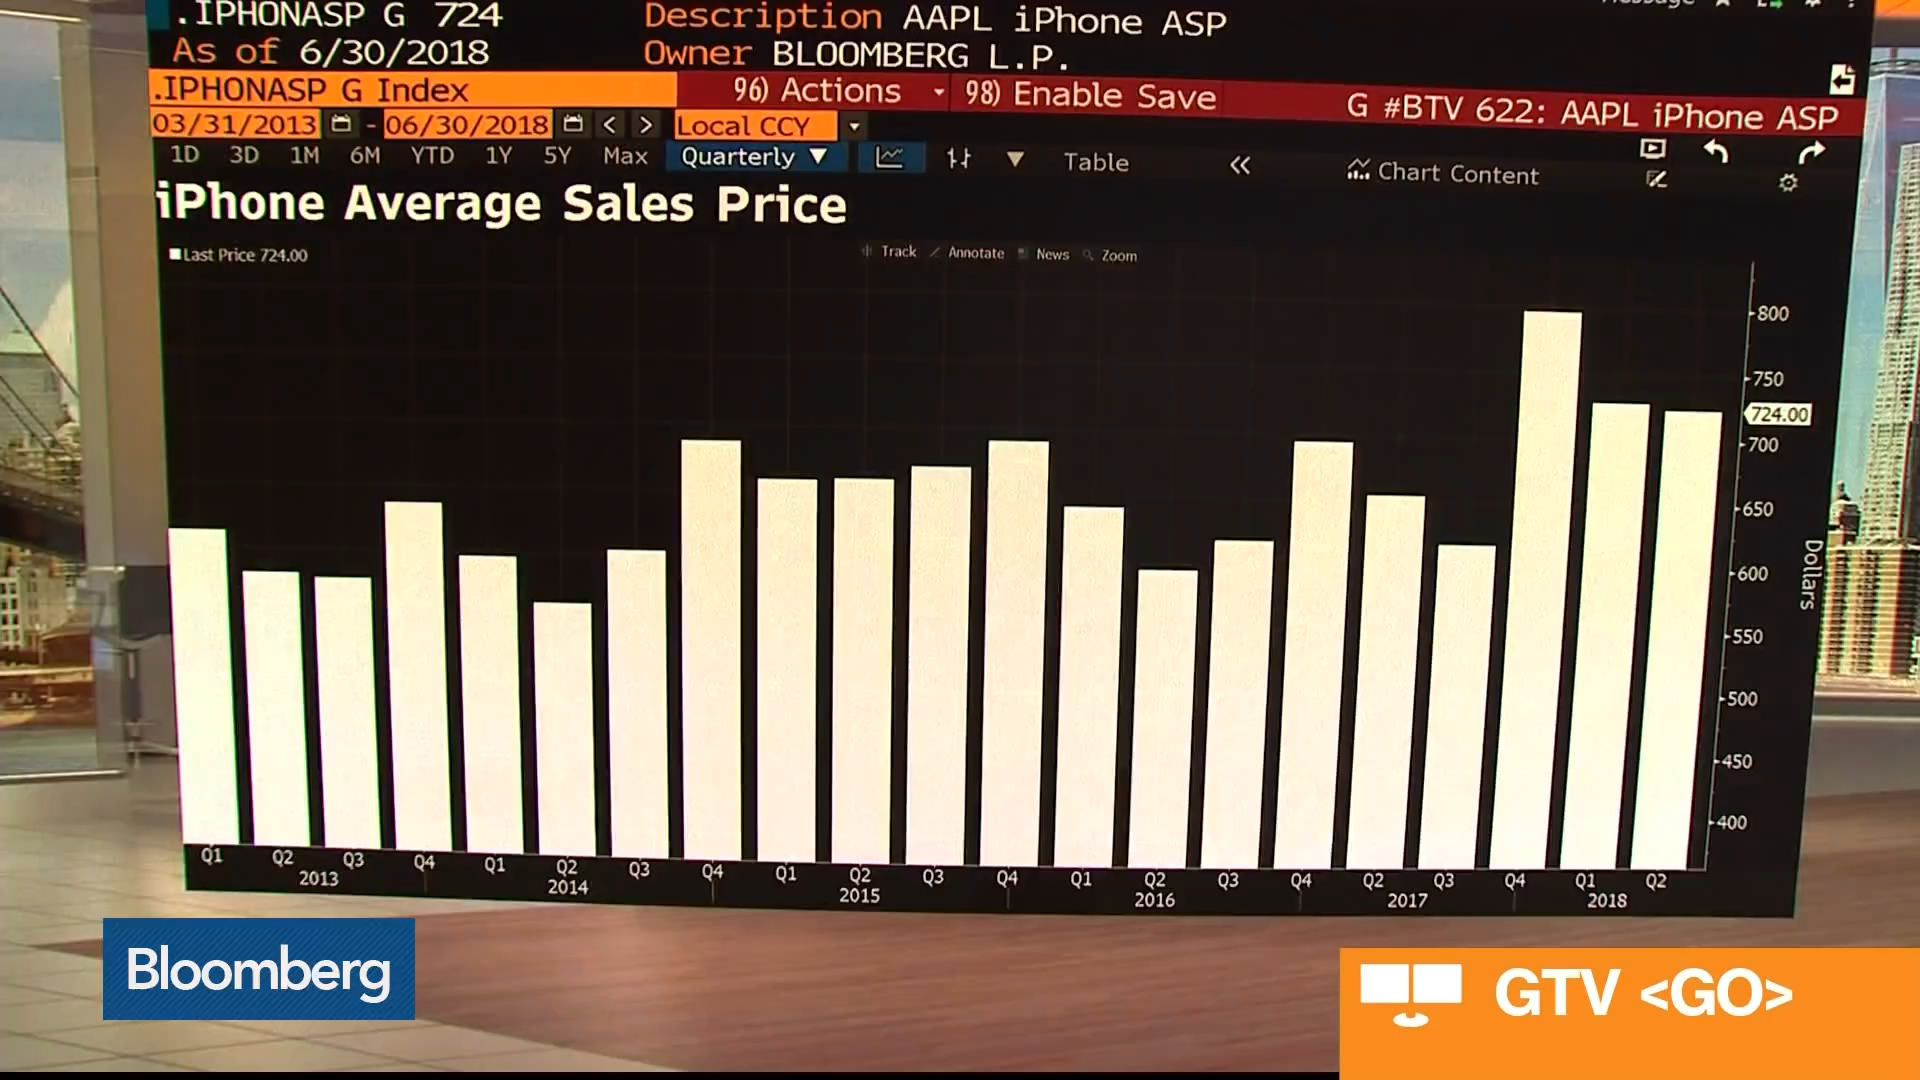 .IPHONASP G 724 Description AAPL iPhone ASP
As of 6/30/2018 Owner BLOOMBERG L.P.
.IPHONASP G Index 96) Actions 98) Enable Save G #BTV 622: AAPL iPhone ASP
03/31/2013 - 06/30/2018 < > Local CCY
1D 3D 1M 6M YTD 1Y 5Y Max Quarterly ▼ Table « Chart Content
iPhone Average Sales Price
Last Price 724.00 Track Annotate News Zoom
800
750
724.00
700
650
600
550
500
450
400
Dollars
Q1 Q2 Q3 Q4 Q1 Q2 Q3 Q4 Q1 Q2 Q3 Q4 Q1 Q2 Q3 Q4 Q2 Q3 Q4 Q1 Q2
2013 2014 2015 2016 2017 2018
Bloomberg
GTV <GO>